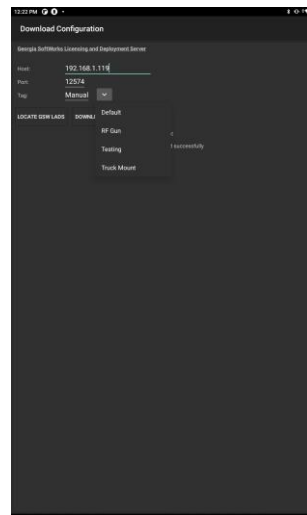 12:22 PM
Download Configuration
Georgia SoftWorks Licensing and Deployment Server
Host: 192.168.1.119
Port: 12574
Tag: Manual
Default
LOCATE GSW LADS DOWNL
RF Gun
successfully
Testing
Truck Mount